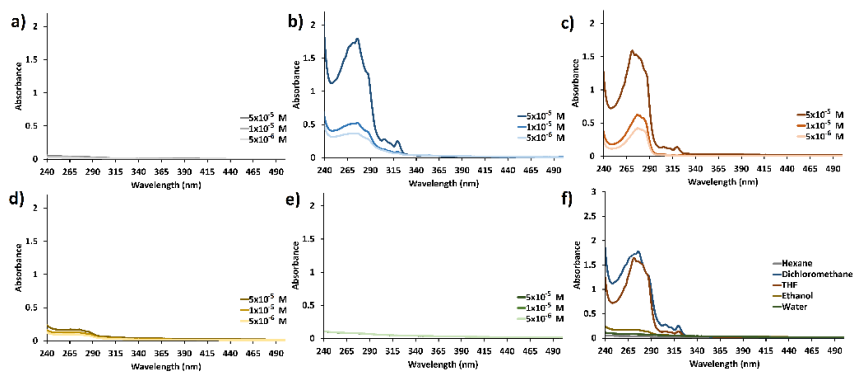 a)
Absorbance
2
1.5
1
0.5
0
240 265 290 315 340 365 390 415 440 465 490
Wavelength (nm)
5x10⁻⁵ M
1x10⁻⁵ M
5x10⁻⁶ M
b)
Absorbance
2
1.5
1
0.5
0
240 265 290 315 340 365 390 415 440 465 490
Wavelength (nm)
5x10⁻⁵ M
1x10⁻⁵ M
5x10⁻⁶ M
c)
Absorbance
2
1.5
1
0.5
0
240 265 290 315 340 365 390 415 440 465 490
Wavelength (nm)
5x10⁻⁵ M
1x10⁻⁵ M
5x10⁻⁶ M
d)
Absorbance
2
1.5
1
0.5
0
240 265 290 315 340 365 390 415 440 465 490
Wavelength (nm)
5x10⁻⁵ M
1x10⁻⁵ M
5x10⁻⁶ M
e)
Absorbance
2
1.5
1
0.5
0
240 265 290 315 340 365 390 415 440 465 490
Wavelength (nm)
5x10⁻⁵ M
1x10⁻⁵ M
5x10⁻⁶ M
f)
Absorbance
3
2.5
2
1.5
1
0.5
0
240 265 290 315 340 365 390 415 440 465 490
Wavelength (nm)
Hexane
Dichloromethane
THF
Ethanol
Water